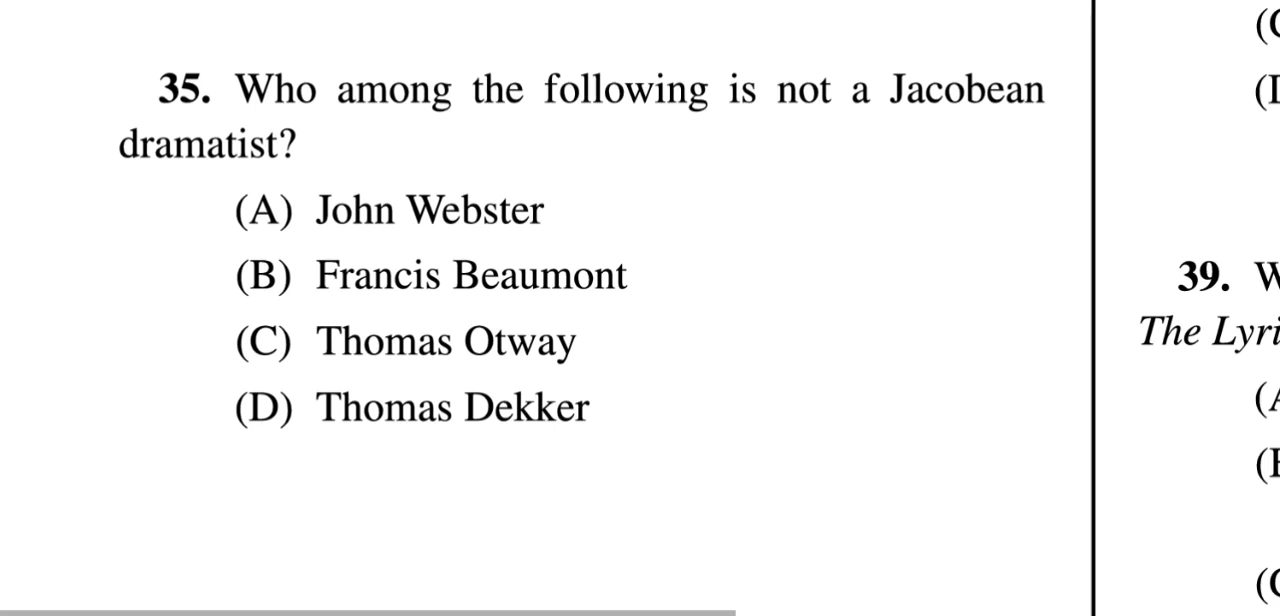 35. Who among the following is not a Jacobean
dramatist?
(A) John Webster
(B) Francis Beaumont
(C) Thomas Otway
(D) Thomas Dekker
39.
The